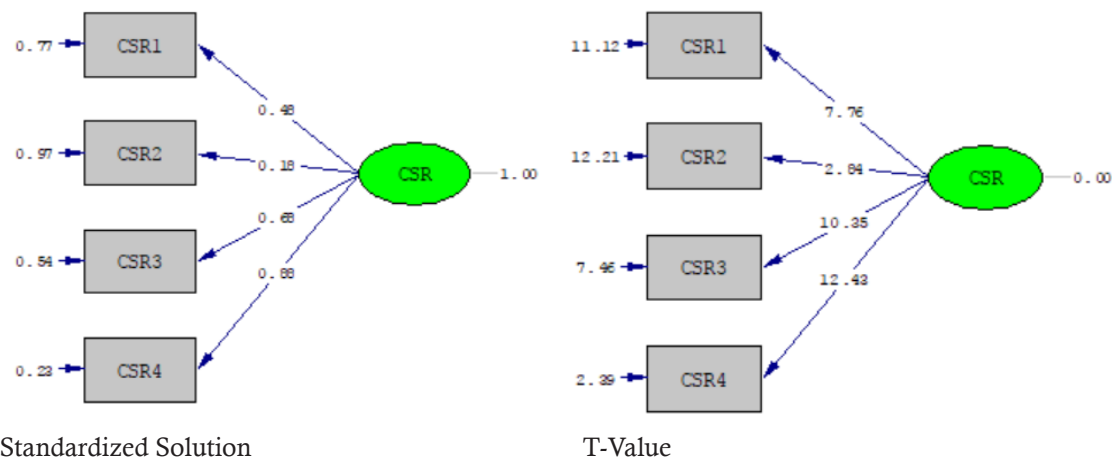 0.77 CSR1
0.48
0.97 CSR2
0.18
CSR 1.00
0.68
0.54 CSR3
0.88
0.23 CSR4
Standardized Solution
11.12 CSR1
7.76
12.21 CSR2
2.84
CSR 0.00
10.35
7.46 CSR3
12.43
2.39 CSR4
T-Value